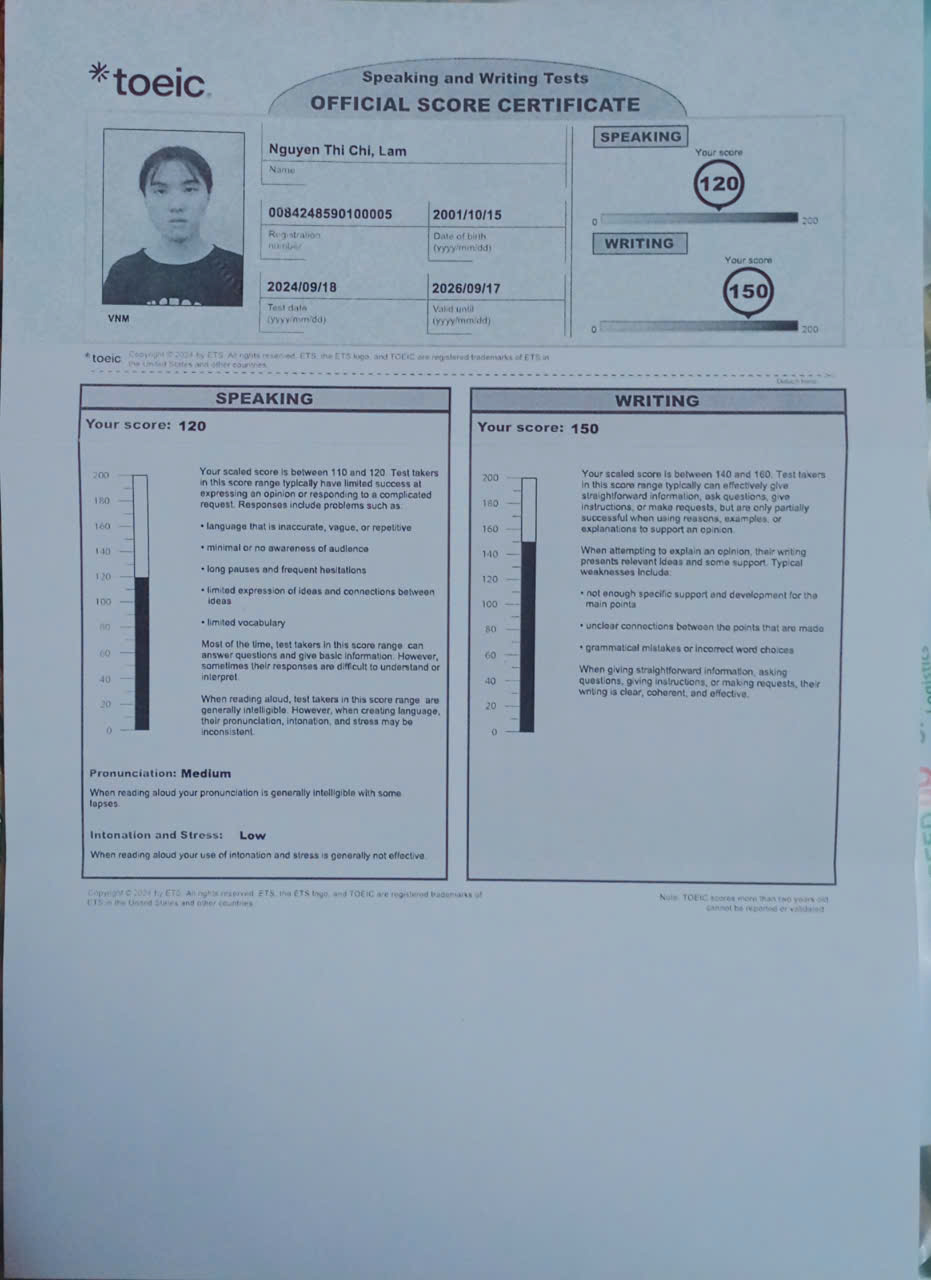 *toeic®
Speaking and Writing Tests
OFFICIAL SCORE CERTIFICATE
Nguyen Thi Chi, Lam
Name
0084248590100005
Registration
number
2001/10/15
Date of birth
(yyyy/mm/dd)
2024/09/18
Test date
(yyyy/mm/dd)
2026/09/17
Valid until
(yyyy/mm/dd)
VNM
SPEAKING
Your score
120
0
200
WRITING
Your score
150
0
200
*toeic
Copyright © 2024 by ETS. All rights reserved. ETS, the ETS logo, and TOEIC are registered trademarks of ETS in
the United States and other countries.
Detach here
SPEAKING
Your score: 120
200
180
160
140
120
100
80
60
40
20
0
Your scaled score is between 110 and 120. Test takers
in this score range typically have limited success at
expressing an opinion or responding to a complicated
request. Responses include problems such as:
• language that is inaccurate, vague, or repetitive
• minimal or no awareness of audience
• long pauses and frequent hesitations
• limited expression of ideas and connections between
ideas
• limited vocabulary
Most of the time, test takers in this score range can
answer questions and give basic information. However,
sometimes their responses are difficult to understand or
interpret.
When reading aloud, test takers in this score range are
generally intelligible. However, when creating language,
their pronunciation, intonation, and stress may be
inconsistent.
Pronunciation: Medium
When reading aloud your pronunciation is generally intelligible with some
lapses.
Intonation and Stress: Low
When reading aloud your use of intonation and stress is generally not effective.
WRITING
Your score: 150
200
180
160
140
120
100
80
60
40
20
0
Your scaled score is between 140 and 160. Test takers
in this score range typically can effectively give
straightforward information, ask questions, give
instructions, or make requests, but are only partially
successful when using reasons, examples, or
explanations to support an opinion.
When attempting to explain an opinion, their writing
presents relevant ideas and some support. Typical
weaknesses include:
• not enough specific support and development for the
main points
• unclear connections between the points that are made
• grammatical mistakes or incorrect word choices
When giving straightforward information, asking
questions, giving instructions, or making requests, their
writing is clear, coherent, and effective.
Copyright © 2024 by ETS. All rights reserved. ETS, the ETS logo, and TOEIC are registered trademarks of
ETS in the United States and other countries.
Note: TOEIC scores more than two years old
cannot be reported or validated.